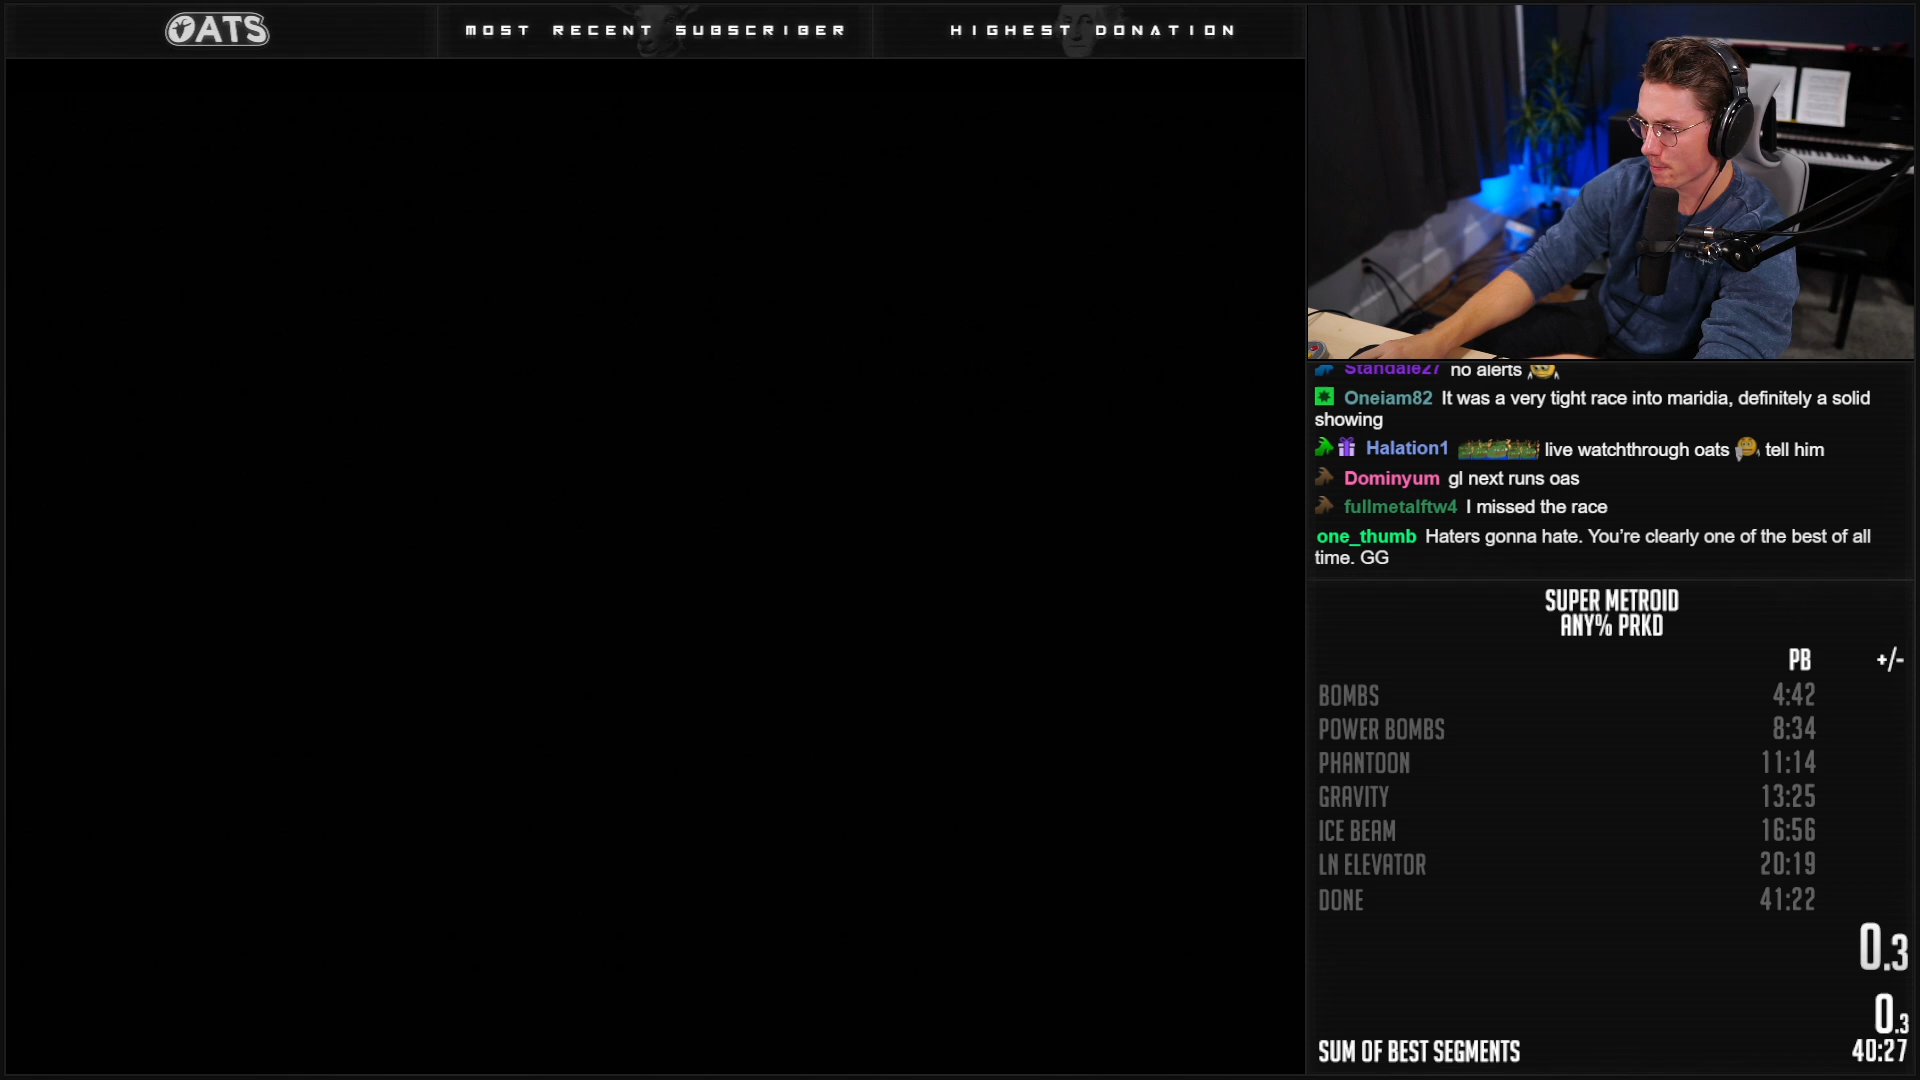 OATS
MOST RECENT SUBSCRIBER
HIGHEST DONATION
Standale27 no alerts
Oneiam82 It was a very tight race into maridia, definitely a solid
showing
Halation1 live watchthrough oats tell him
Dominyum gl next runs oas
fullmetalftw4 I missed the race
one_thumb Haters gonna hate. You're clearly one of the best of all
time. GG
SUPER METROID
ANY% PRKD
PB +/-
BOMBS 4:42
POWER BOMBS 8:34
PHANTOON 11:14
GRAVITY 13:25
ICE BEAM 16:56
LN ELEVATOR 20:19
DONE 41:22
0.3
0.3
SUM OF BEST SEGMENTS 40:27